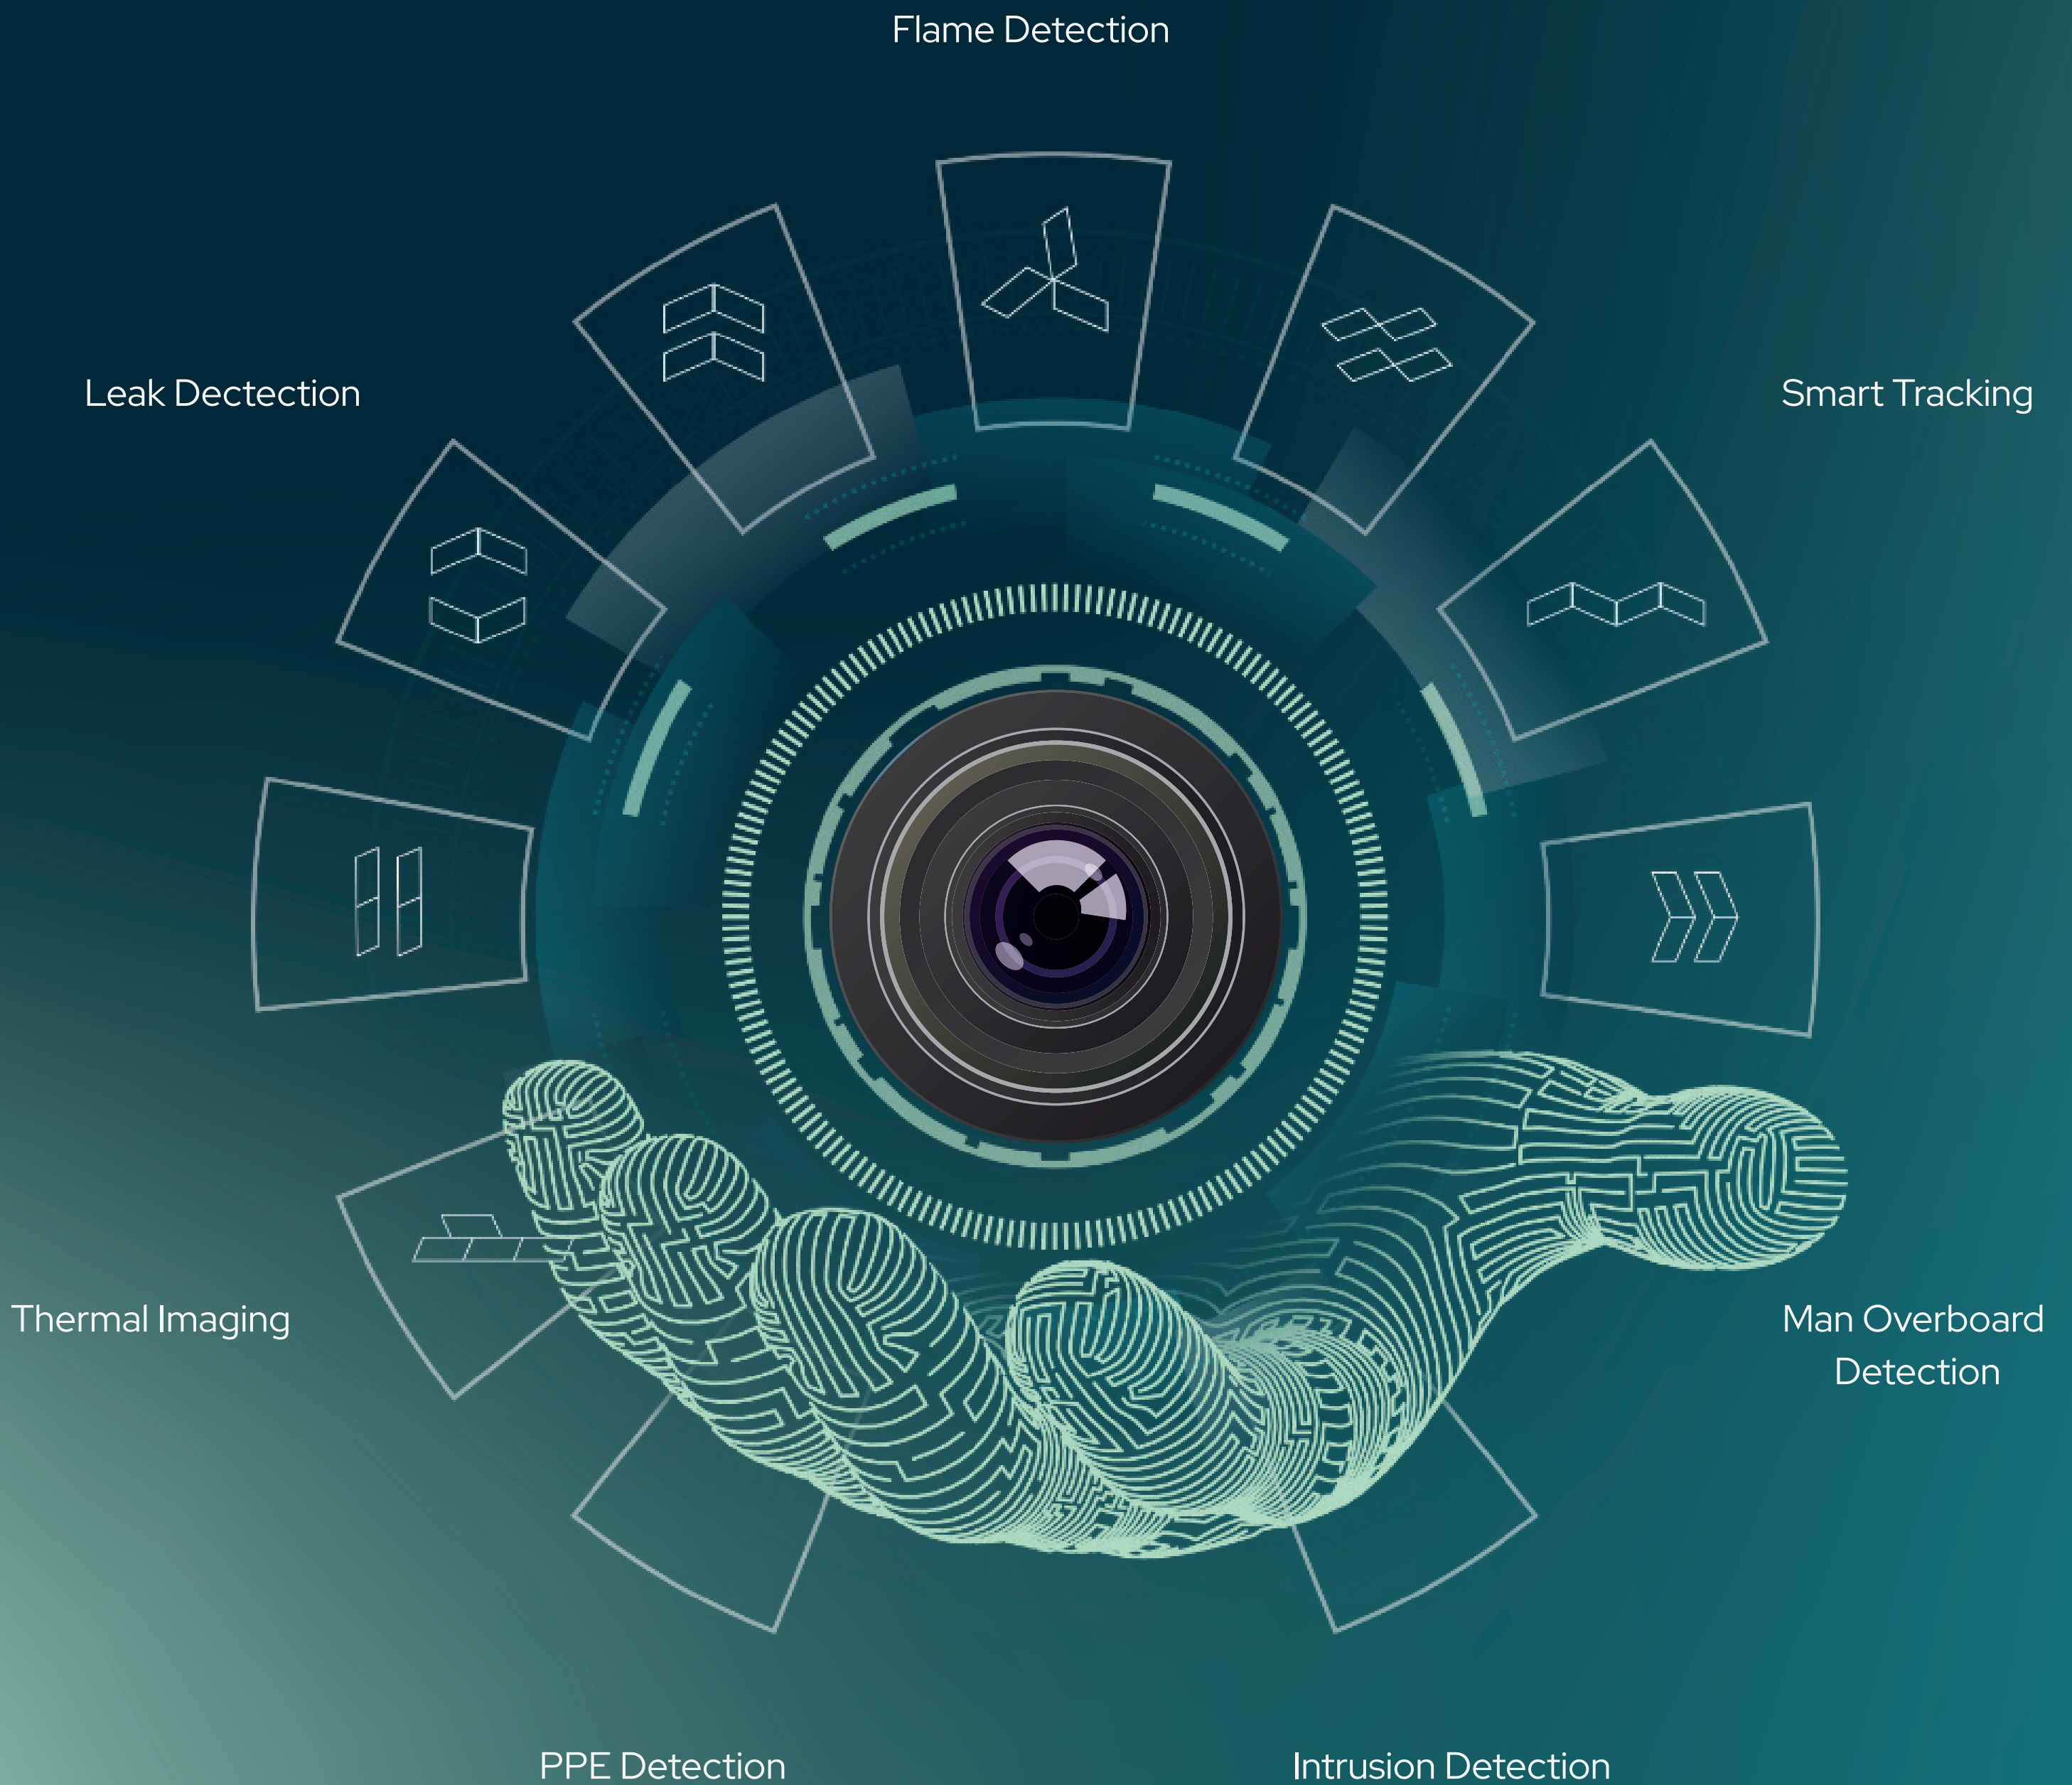 Flame Detection
Leak Dectection
Smart Tracking
Thermal Imaging
Man Overboard
Detection
PPE Detection
Intrusion Detection